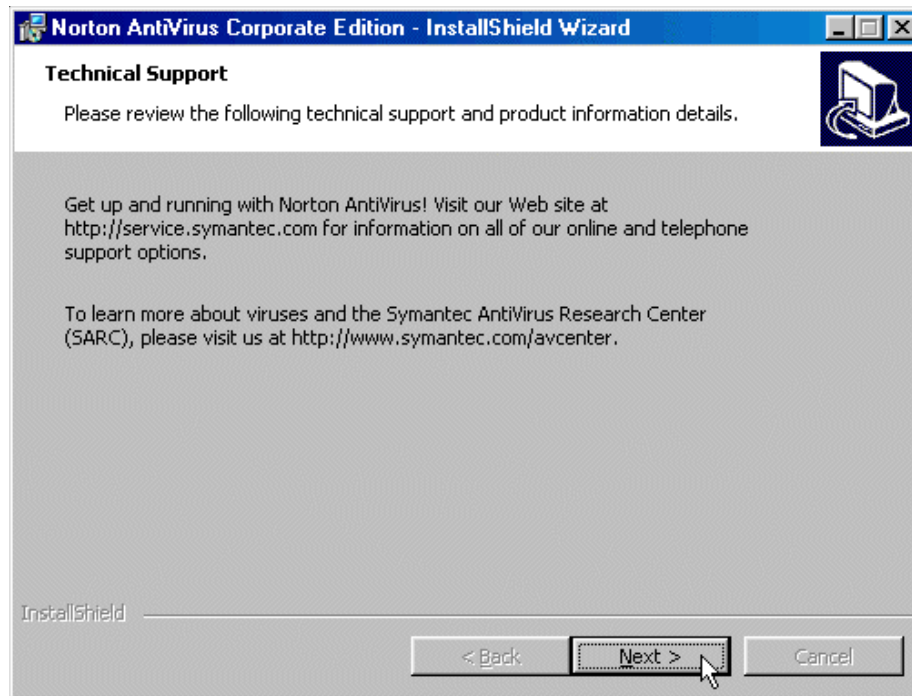 Norton AntiVirus Corporate Edition - InstallShield Wizard
Technical Support
Please review the following technical support and product information details.
Get up and running with Norton AntiVirus! Visit our Web site at
http://service.symantec.com for information on all of our online and telephone
support options.
To learn more about viruses and the Symantec AntiVirus Research Center
(SARC), please visit us at http://www.symantec.com/avcenter.
InstallShield
< Back Next > Cancel